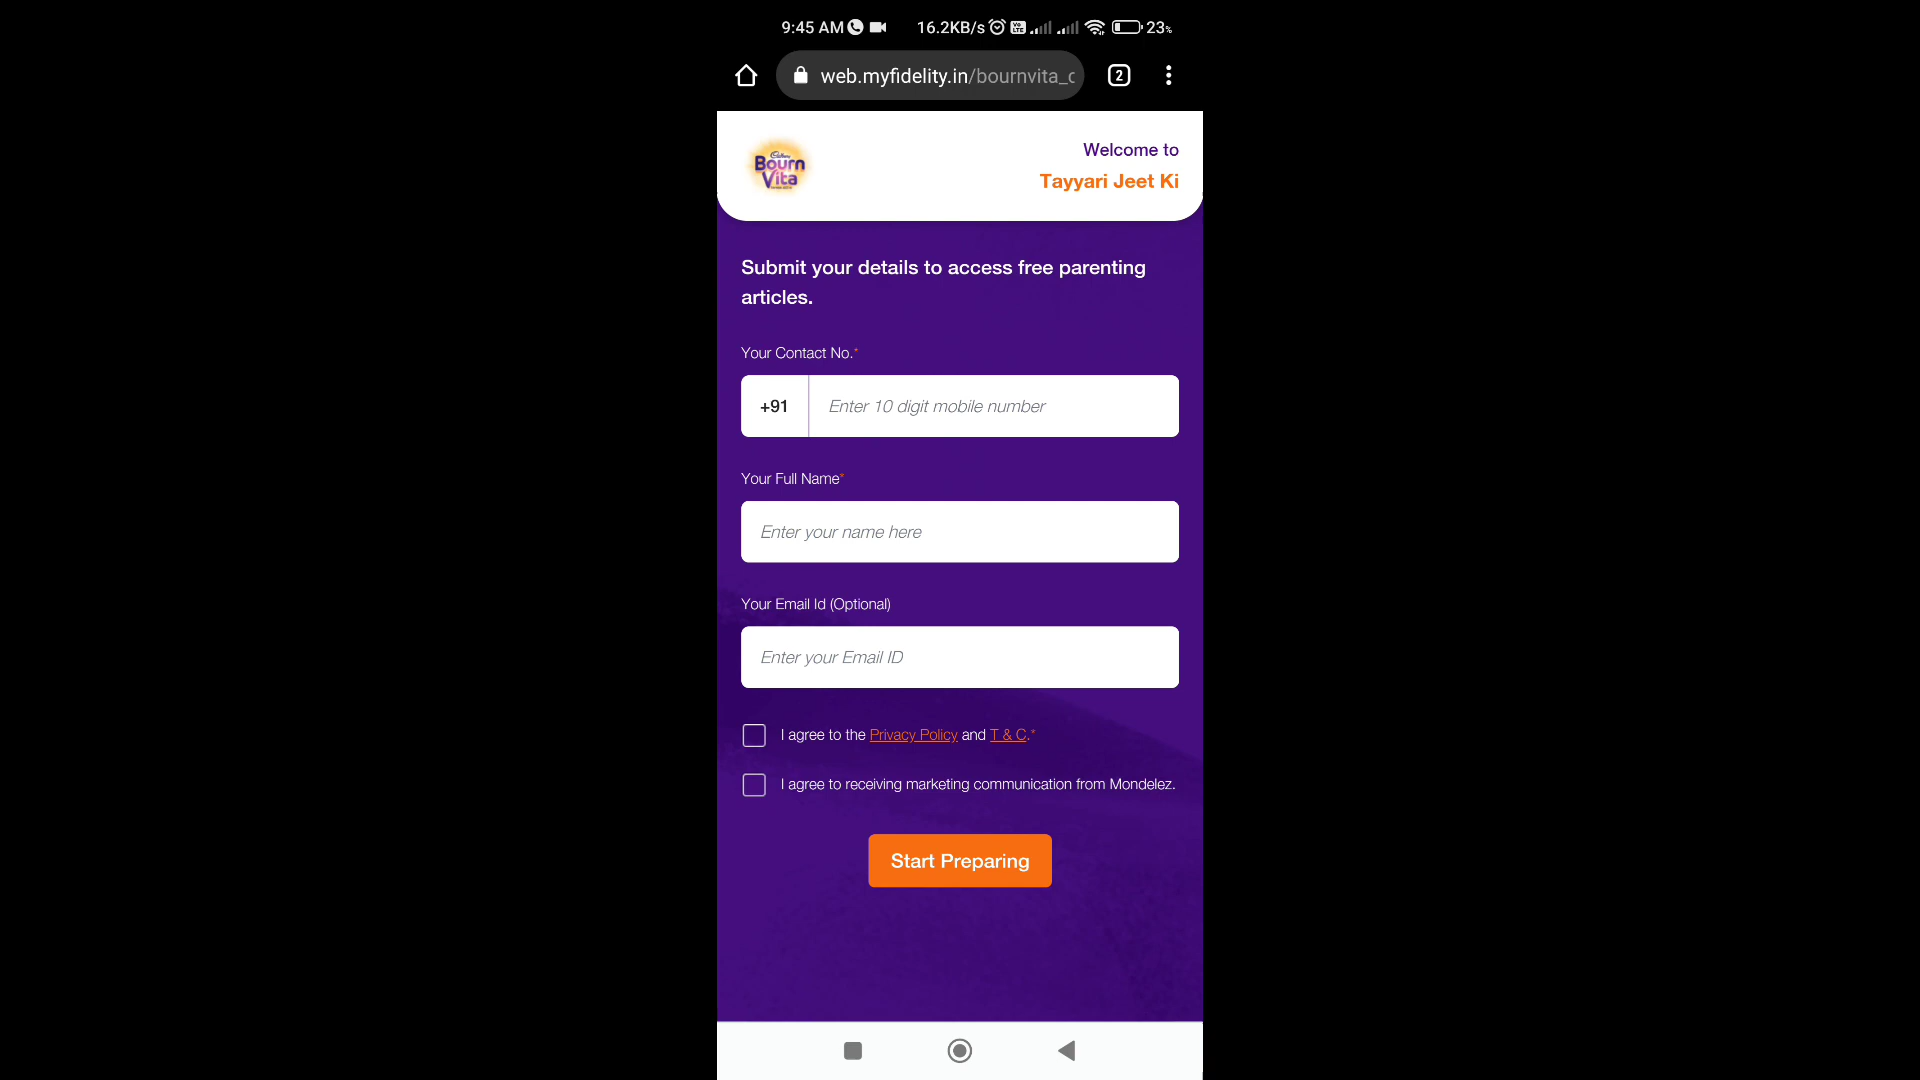 9:45 AM 16.2KB/s 23%
web.myfidelity.in/bournvita_c
2
Cadbury
Bourn
Vita
Welcome to
Tayyari Jeet Ki
Submit your details to access free parenting
articles.
Your Contact No.*
+91 Enter 10 digit mobile number
Your Full Name*
Enter your name here
Your Email Id (Optional)
Enter your Email ID
I agree to the Privacy Policy and T & C.*
I agree to receiving marketing communication from Mondelez.
Start Preparing